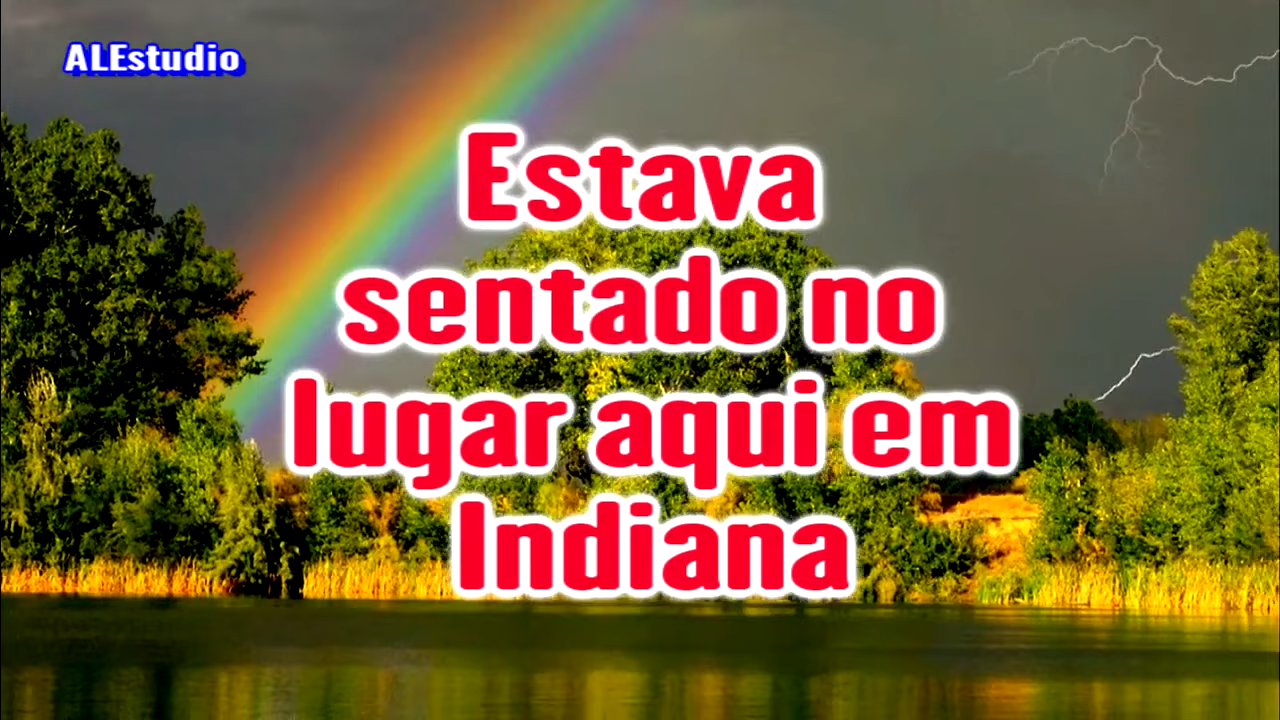 ALEstudio
Estava
sentado no
lugar aqui em
Indiana